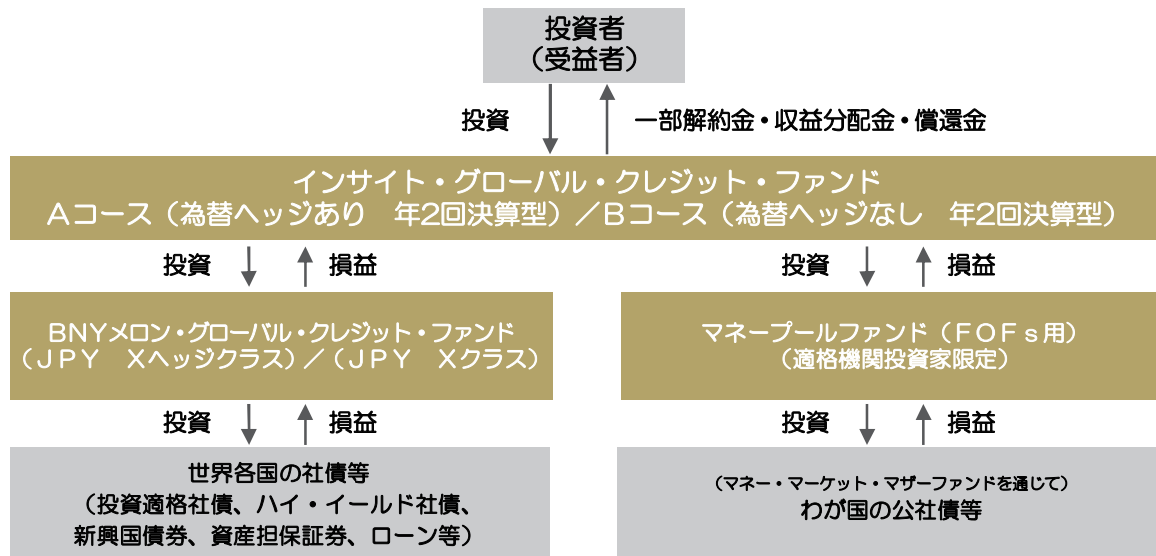 投資者
（受益者）
投資
一部解約金・収益分配金・償還金
インサイト・グローバル・クレジット・ファンド
Ａコース（為替ヘッジあり　年2回決算型）／Ｂコース（為替ヘッジなし　年2回決算型）
投資
損益
投資
損益
ＢＮＹメロン・グローバル・クレジット・ファンド
（ＪＰＹ　Ｘヘッジクラス）／（ＪＰＹ　Ｘクラス）
マネープールファンド（ＦＯＦｓ用）
（適格機関投資家限定）
投資
損益
投資
損益
世界各国の社債等
（投資適格社債、ハイ・イールド社債、
新興国債券、資産担保証券、ローン等）
（マネー・マーケット・マザーファンドを通じて）
わが国の公社債等